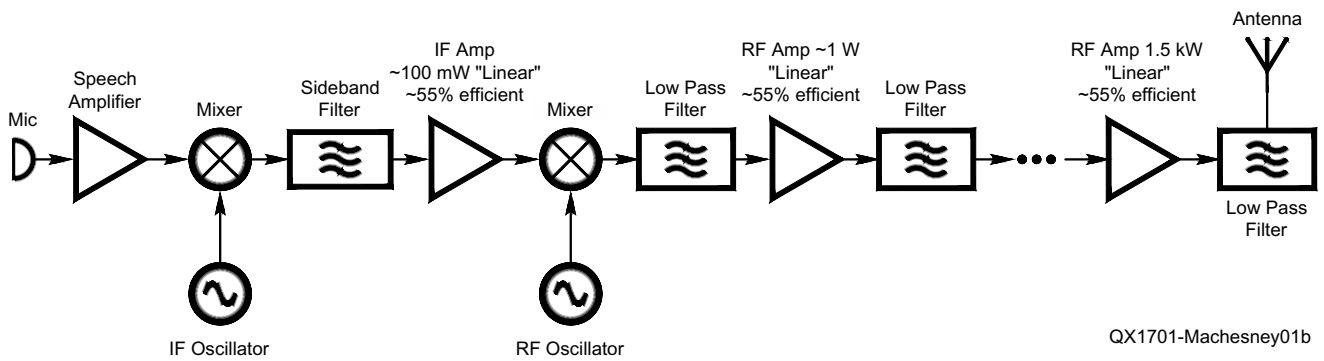 Mic
Speech
Amplifier
Mixer
IF Oscillator
Sideband
Filter
IF Amp
~100 mW "Linear"
~55% efficient
Mixer
RF Oscillator
Low Pass
Filter
RF Amp ~1 W
"Linear"
~55% efficient
Low Pass
Filter
RF Amp 1.5 kW
"Linear"
~55% efficient
Antenna
Low Pass
Filter
QX1701-Machesney01b